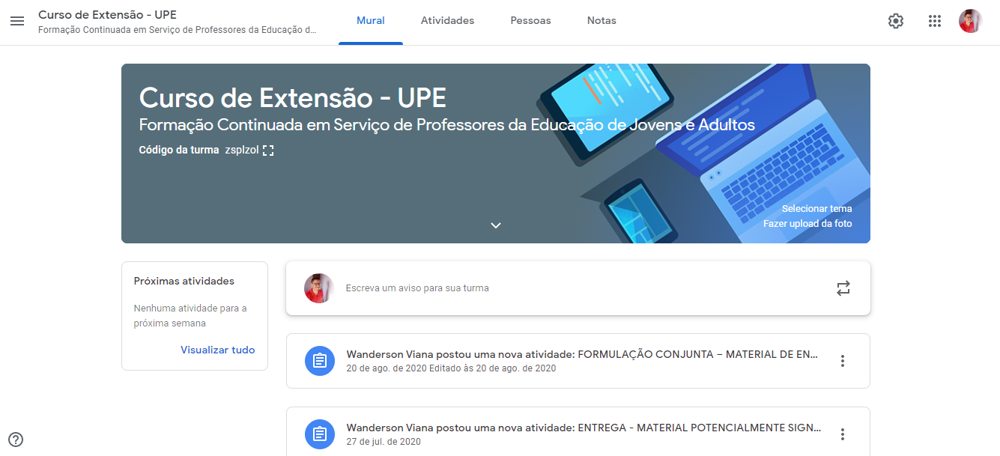 Curso de Extensão - UPE
Formação Continuada em Serviço de Professores da Educação d...
Mural
Atividades
Pessoas
Notas
Curso de Extensão - UPE
Formação Continuada em Serviço de Professores da Educação de Jovens e Adultos
Código da turma zsplzol
Selecionar tema
Fazer upload da foto
Próximas atividades
Nenhuma atividade para a
próxima semana
Visualizar tudo
Escreva um aviso para sua turma
Wanderson Viana postou uma nova atividade: FORMULAÇÃO CONJUNTA – MATERIAL DE EN...
20 de ago. de 2020 Editado às 20 de ago. de 2020
Wanderson Viana postou uma nova atividade: ENTREGA - MATERIAL POTENCIALMENTE SIGN...
27 de jul. de 2020